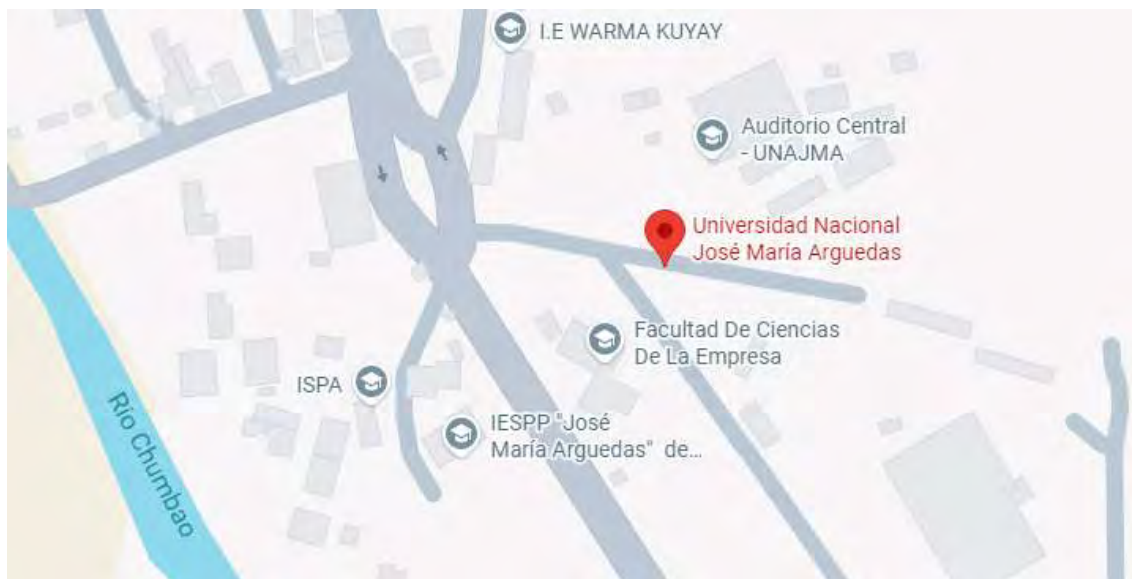 I.E WARMA KUYAY
Auditorio Central
- UNAJMA
Universidad Nacional
José María Arguedas
Facultad De Ciencias
De La Empresa
ISPA
IESPP "José
María Arguedas" de...
Rio Chumbao